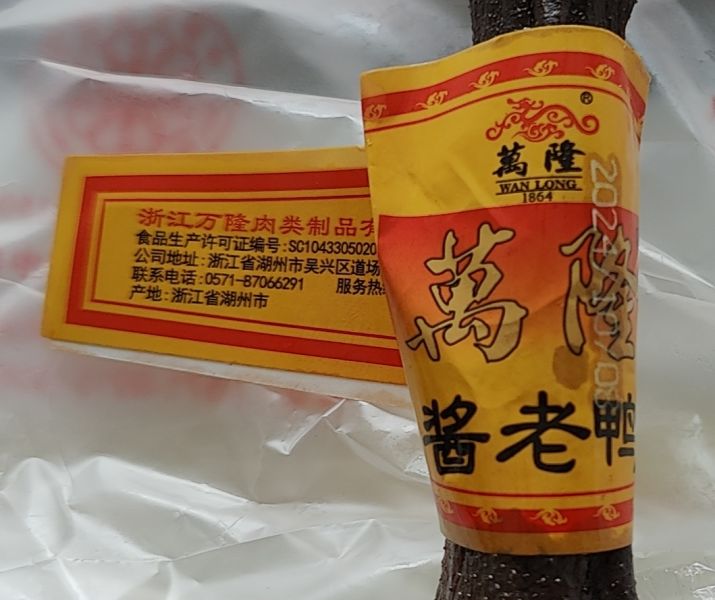 浙江万隆肉类制品有
食品生产许可证编号:SC1043305020
公司地址:浙江省湖州市吴兴区道场
联系电话:0571-87066291 服务热
产地:浙江省湖州市
®
萬隆
WAN LONG
1864
萬隆
酱老鸭